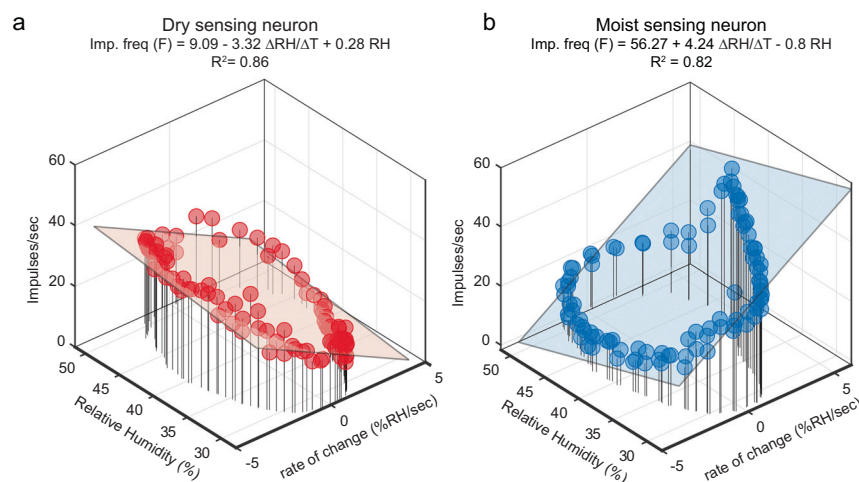 a
Dry sensing neuron
Imp. freq (F) = 9.09 - 3.32 ΔRH/ΔT + 0.28 RH
R²= 0.86
60
40
20
0
Impulses/sec
50
45
40
35
30
Relative Humidity (%)
-5
0
5
rate of change (%RH/sec)
b
Moist sensing neuron
Imp. freq (F) = 56.27 + 4.24 ΔRH/ΔT - 0.8 RH
R² = 0.82
60
40
20
0
Impulses/sec
50
45
40
35
30
Relative Humidity (%)
-5
0
5
rate of change (%RH/sec)